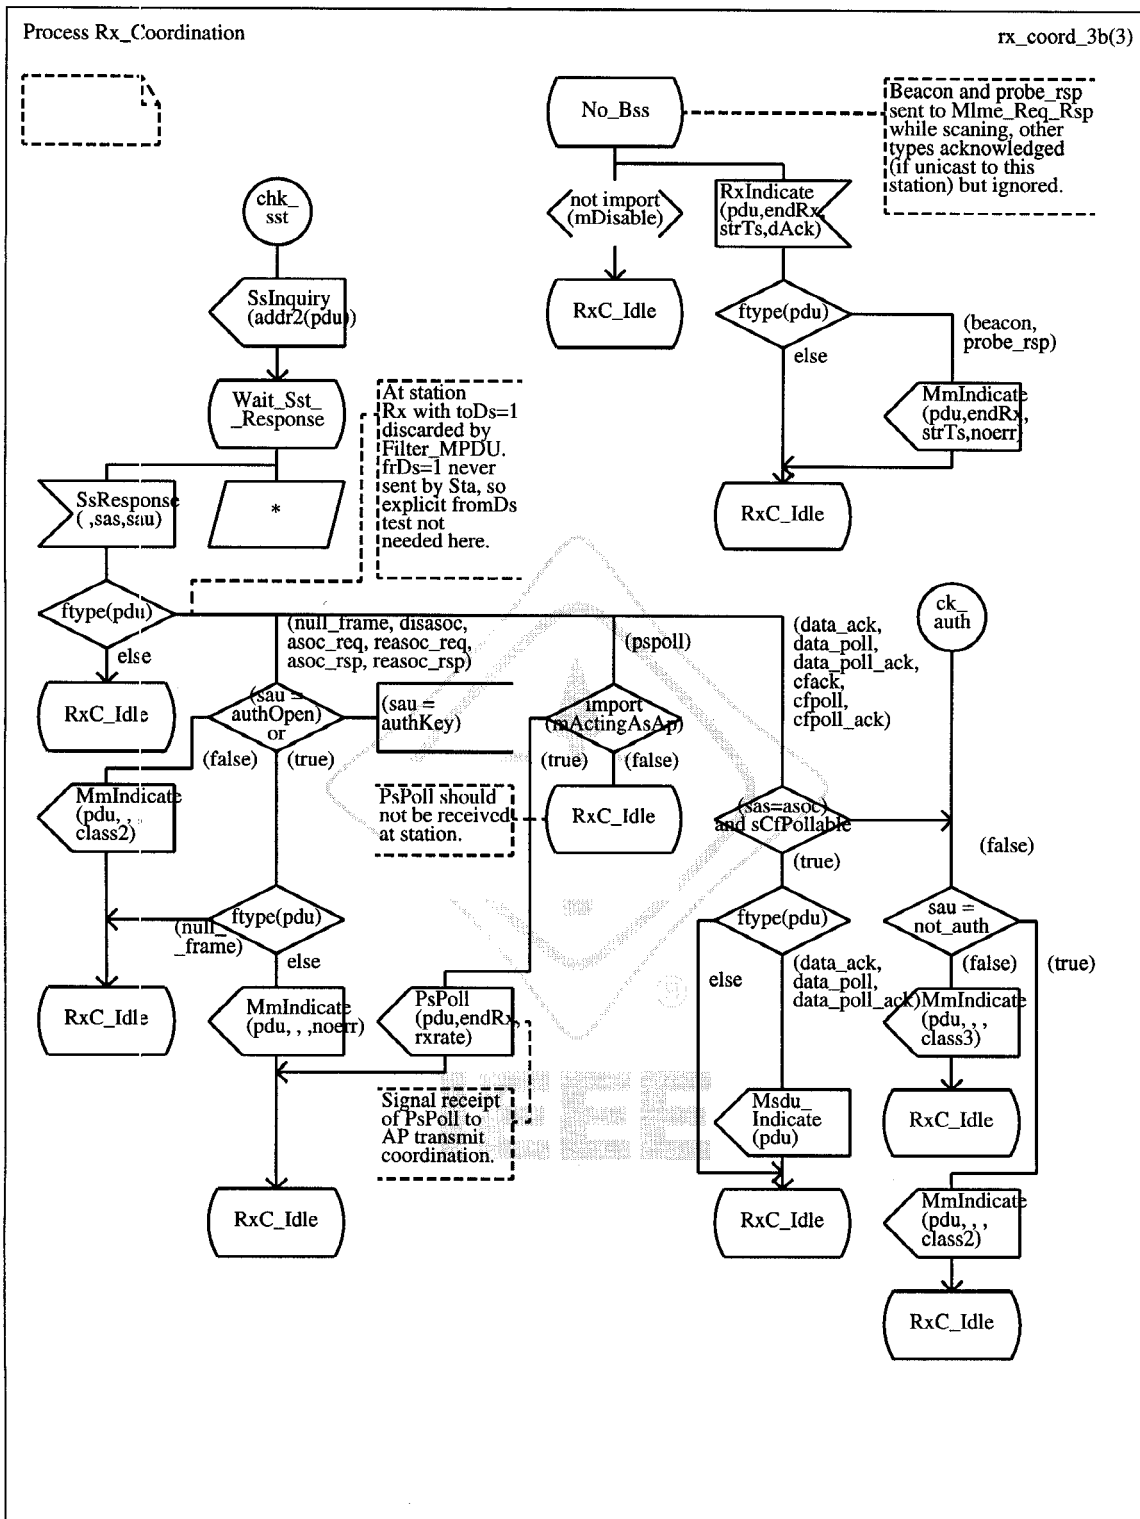 Process Rx_Coordination
rx_coord_3b(3)
No_Bss
Beacon and probe_rsp
sent to Mlme_Req_Rsp
while scaning, other
types acknowledged
(if unicast to this
station) but ignored.
chk_
sst
not import
(mDisable)
RxIndicate
(pdu,endRx,
strTs,dAck)
SsInquiry
(addr2(pdu))
RxC_Idle
ftype(pdu)
(beacon,
probe_rsp)
else
Wait_Sst_
_Response
At station
Rx with toDs=1
discarded by
Filter_MPDU.
frDs=1 never
sent by Sta, so
explicit fromDs
test not
needed here.
MmIndicate
(pdu,endRx,
strTs,noerr)
SsResponse
( ,sas,sau)
*
RxC_Idle
ftype(pdu)
else
(null_frame, disasoc,
asoc_req, reasoc_req,
asoc_rsp, reasoc_rsp)
(pspoll)
(data_ack,
data_poll,
data_poll_ack,
cfack,
cfpoll,
cfpoll_ack)
ck_
auth
RxC_Idle
(sau =
authOpen)
or
(sau =
authKey)
import
(mActingAsAp)
(false)
(true)
(true)
(false)
MmIndicate
(pdu, , ,
class2)
PsPoll should
not be received
at station.
RxC_Idle
(sas=asoc)
and sCfPollable
(false)
(true)
ftype(pdu)
(null_
_frame)
else
ftype(pdu)
sau =
not_auth
else
(data_ack,
data_poll,
data_poll_ack)
(false)
(true)
RxC_Idle
MmIndicate
(pdu, , ,noerr)
PsPoll
(pdu,endRx,
rxrate)
MmIndicate
(pdu, , ,
class3)
Signal receipt
of PsPoll to
AP transmit
coordination.
Msdu_
Indicate
(pdu)
RxC_Idle
RxC_Idle
RxC_Idle
MmIndicate
(pdu, , ,
class2)
RxC_Idle
IEEE
®